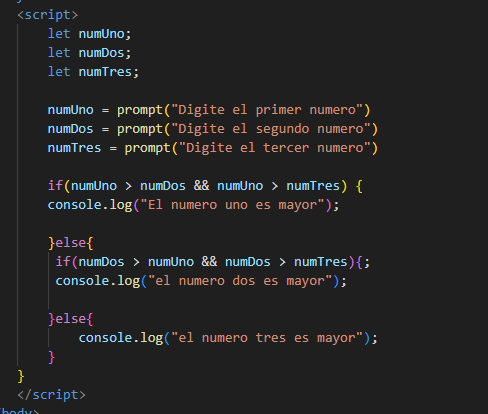 <script>
let numUno;
let numDos;
let numTres;
numUno = prompt("Digite el primer numero")
numDos = prompt("Digite el segundo numero")
numTres = prompt("Digite el tercer numero")
if(numUno > numDos && numUno > numTres) {
console.log("El numero uno es mayor");
}else{
if(numDos > numUno && numDos > numTres){;
console.log("el numero dos es mayor");
}else{
console.log("el numero tres es mayor");
}
}
</script>
/body>